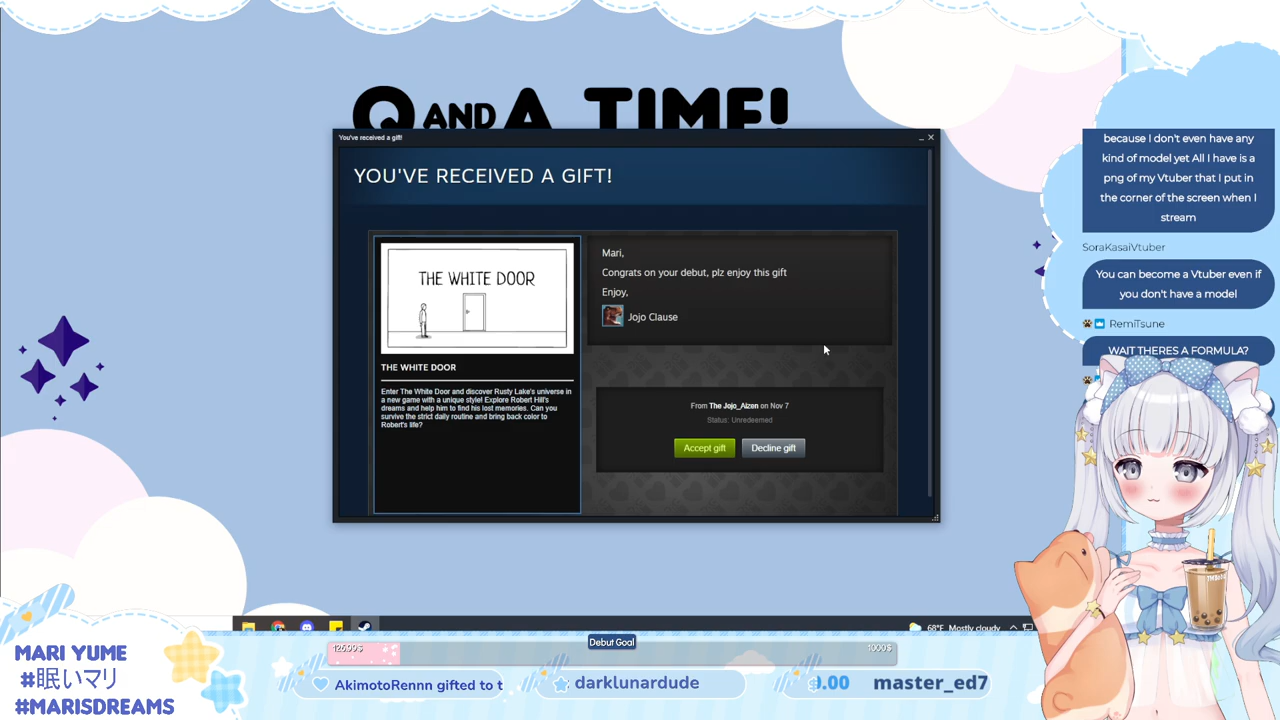 Q AND A TIME!
You've received a gift!
YOU'VE RECEIVED A GIFT!
THE WHITE DOOR
THE WHITE DOOR
Enter The White Door and discover Rusty Lake's universe in
a new game with a unique style! Explore Robert Hill's
dreams and help him to find his lost memories. Can you
survive the strict daily routine and bring back color to
Robert's life?
Mari,
Congrats on your debut, plz enjoy this gift
Enjoy,
Jojo Clause
From The Jojo_Aizen on Nov 7
Status: Unredeemed
Accept gift
Decline gift
because I don't even have any
kind of model yet All I have is a
png of my Vtuber that I put in
the corner of the screen when I
stream
SoraKasaiVtuber
You can become a Vtuber even if
you don't have a model
RemiTsune
WAIT THERES A FORMULA?
68°F Mostly cloudy
Debut Goal
126.99$
1000$
MARI YUME
#眠いマリ
#MARISDREAMS
AkimotoRennn gifted to t
darklunardude
master_ed7